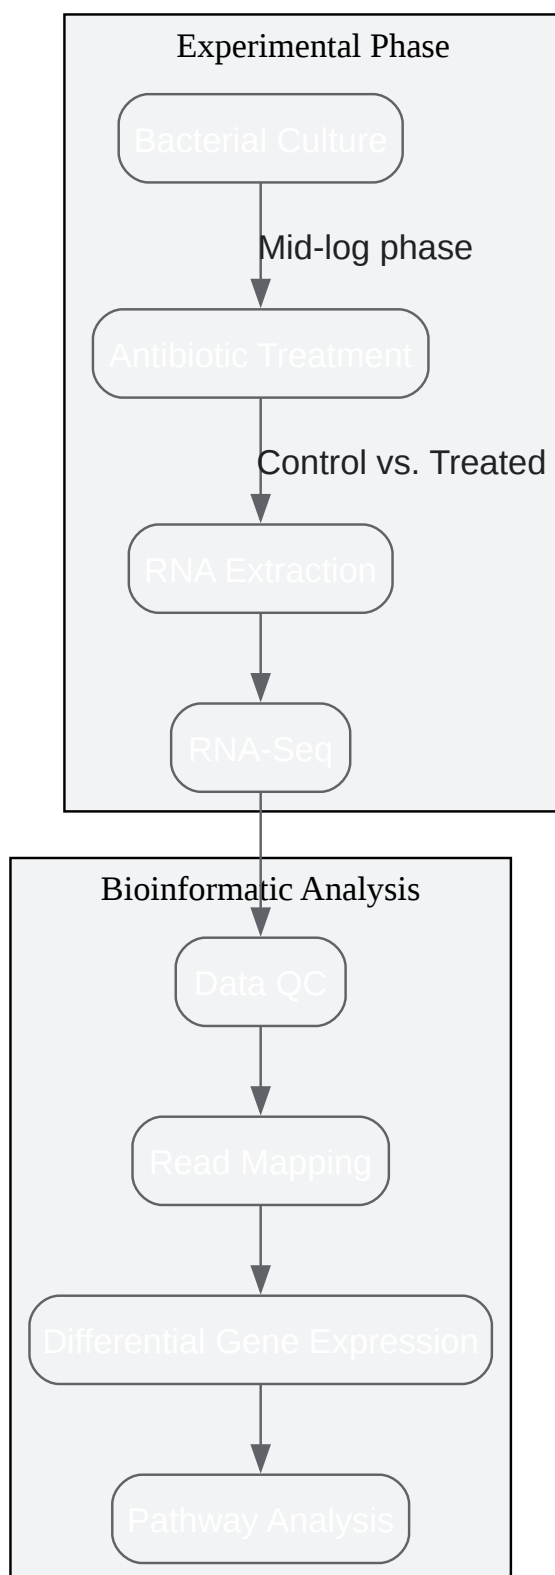 Experimental Phase
Bacterial Culture
Mid-log phase
Antibiotic Treatment
Control vs. Treated
RNA Extraction
RNA-Seq
Bioinformatic Analysis
Data QC
Read Mapping
Differential Gene Expression
Pathway Analysis